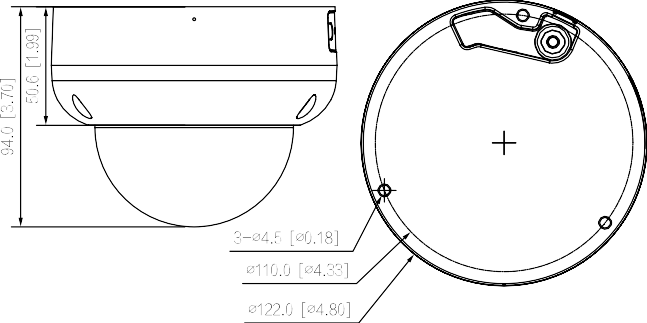 94.0 [3.70]
50.6 [1.99]
3-ø4.5 [ø0.18]
ø110.0 [ø4.33]
ø122.0 [ø4.80]